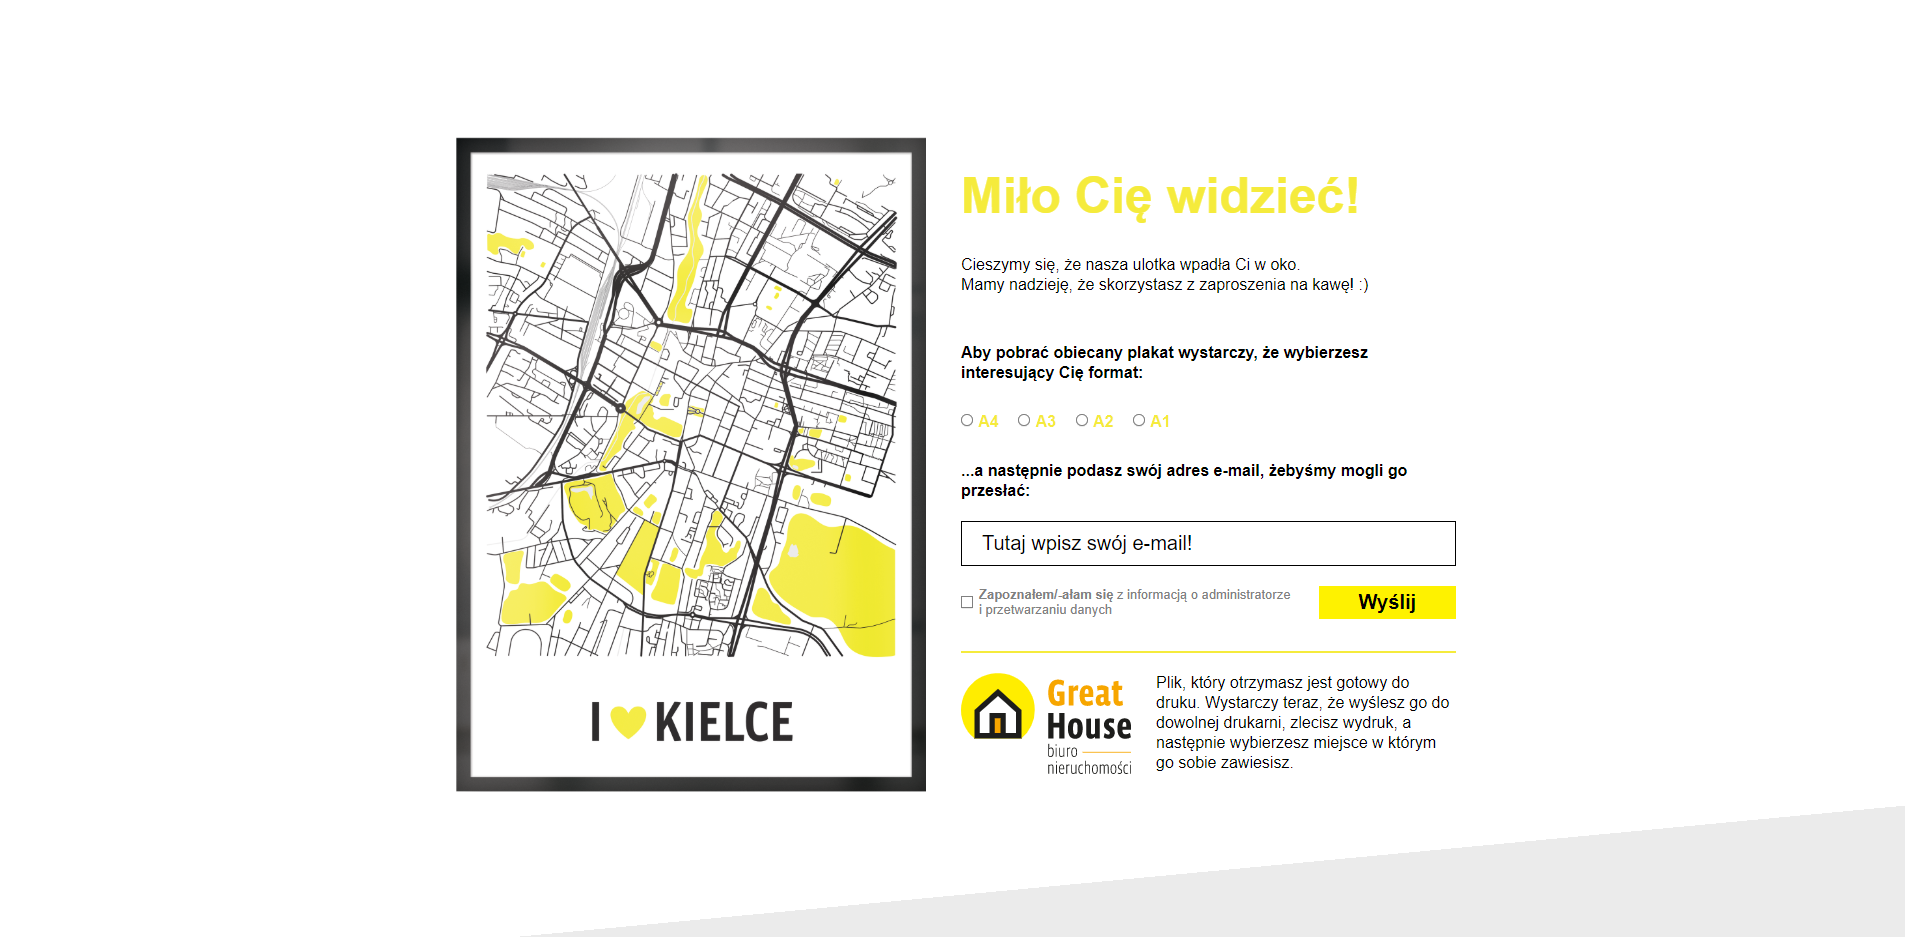 I KIELCE
Miło Cię widzieć!
Cieszymy się, że nasza ulotka wpadła Ci w oko.
Mamy nadzieję, że skorzystasz z zaproszenia na kawę! :)
Aby pobrać obiecany plakat wystarczy, że wybierzesz
interesujący Cię format:
A4 A3 A2 A1
...a następnie podasz swój adres e-mail, żebyśmy mogli go
przesłać:
Tutaj wpisz swój e-mail!
Zapoznałem/-ałam się z informacją o administratorze
i przetwarzaniu danych
Wyślij
Great
House
biuro
nieruchomości
Plik, który otrzymasz jest gotowy do
druku. Wystarczy teraz, że wyślesz go do
dowolnej drukarni, zlecisz wydruk, a
następnie wybierzesz miejsce w którym
go sobie zawiesisz.